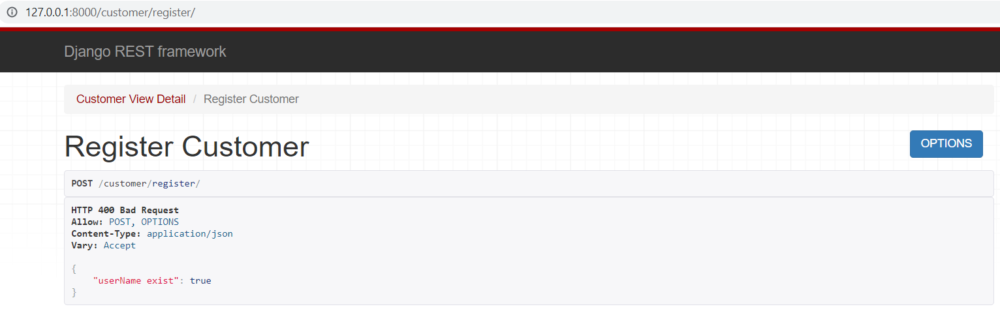 127.0.0.1:8000/customer/register/
Django REST framework
Customer View Detail / Register Customer
Register Customer
OPTIONS
POST /customer/register/
HTTP 400 Bad Request
Allow: POST, OPTIONS
Content-Type: application/json
Vary: Accept
{
    "userName exist": true
}